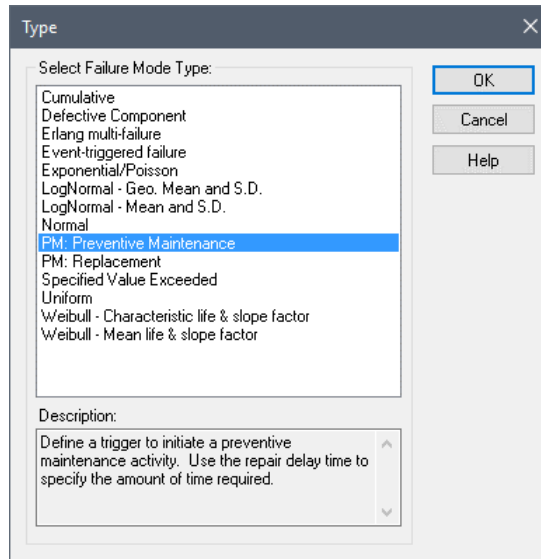 Type
Select Failure Mode Type:
OK
Cumulative
Defective Component
Cancel
Erlang multi-failure
Event-triggered failure
Exponential/Poisson
Help
LogNormal - Geo. Mean and S.D.
LogNormal - Mean and S.D.
Normal
PM: Preventive Maintenance
PM: Replacement
Specified Value Exceeded
Uniform
Weibull - Characteristic life & slope factor
Weibull - Mean life & slope factor
Description:
Define a trigger to initiate a preventive
maintenance activity.  Use the repair delay time to
specify the amount of time required.